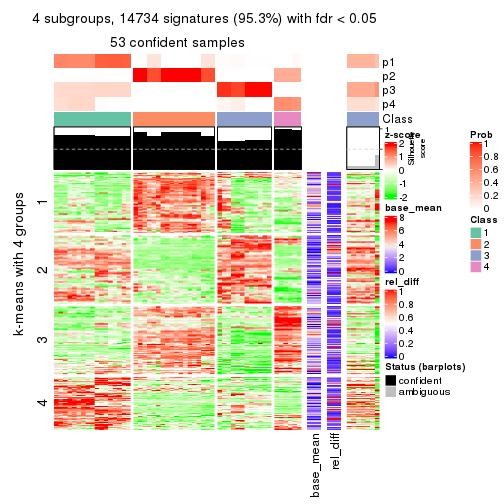 4 subgroups, 14734 signatures (95.3%) with fdr < 0.05
53 confident samples
p1
p2
p3
p4
Class
1
Silhouette
score
k-means with 4 groups
1
2
3
4
base_mean
rel_diff
z-score
2
1
0
-1
-2
base_mean
8
6
4
2
0
rel_diff
1
0.8
0.6
0.4
0.2
0
Status (barplots)
confident
ambiguous
Prob
1
0.8
0.6
0.4
0.2
0
Class
1
2
3
4